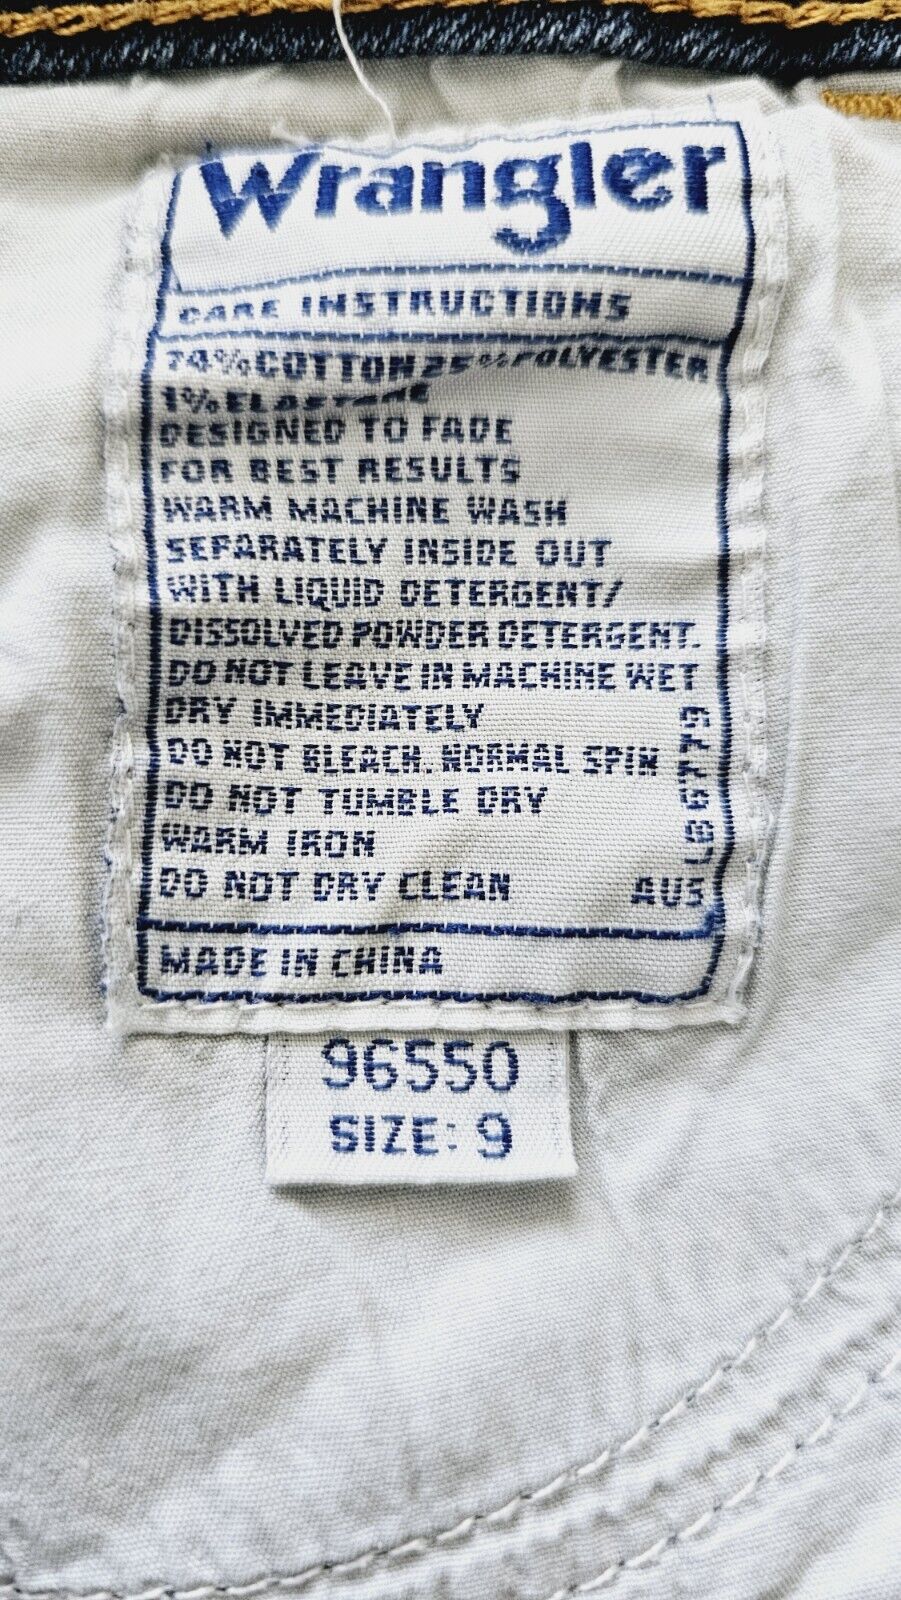 Wrangler
CARE INSTRUCTIONS
74% COTTON 25% POLYESTER
1% ELASTANE
DESIGNED TO FADE
FOR BEST RESULTS
WARM MACHINE WASH
SEPARATELY INSIDE OUT
WITH LIQUID DETERGENT/
DISSOLVED POWDER DETERGENT.
DO NOT LEAVE IN MACHINE WET
DRY IMMEDIATELY
DO NOT BLEACH. NORMAL SPIN
DO NOT TUMBLE DRY
WARM IRON
DO NOT DRY CLEAN AUS
MADE IN CHINA
96550
SIZE: 9